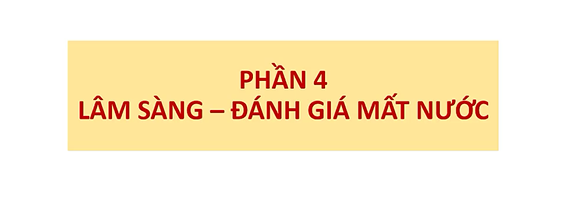 PHẦN 4
LÂM SÀNG – ĐÁNH GIÁ MẤT NƯỚC